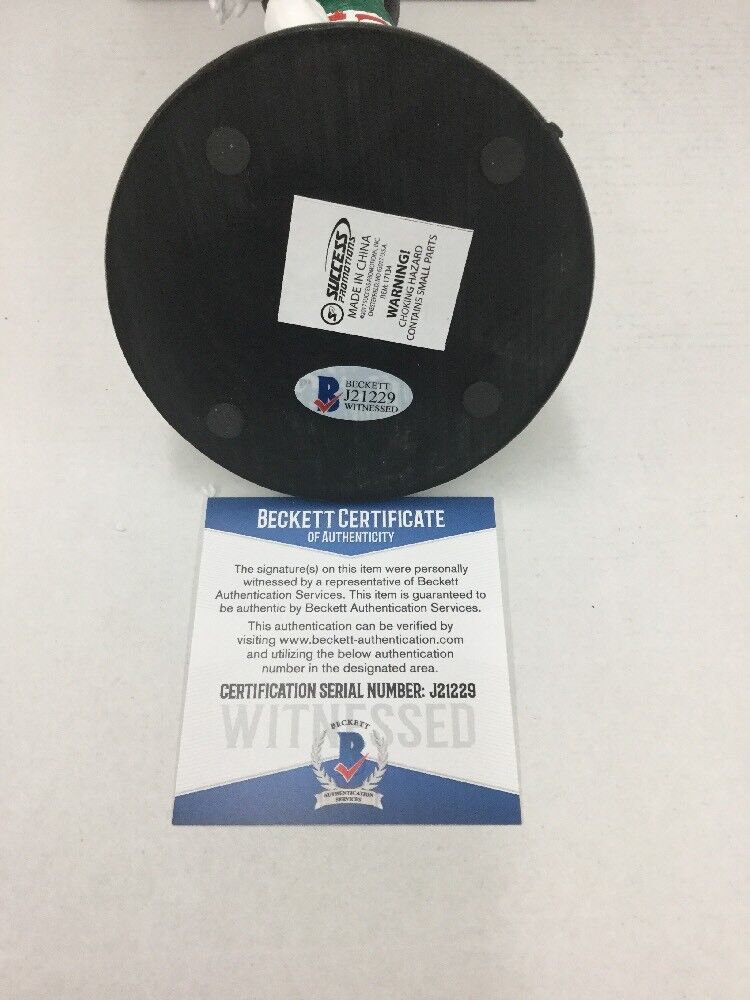 SUCCESS
PROMOTIONS
MADE IN CHINA
WARNING!
CHOKING HAZARD
CONTAINS SMALL PARTS
BECKETT
J21229
WITNESSED
BECKETT CERTIFICATE
OF AUTHENTICITY
The signature(s) on this item were personally
witnessed by a representative of Beckett
Authentication Services. This item is guaranteed to
be authentic by Beckett Authentication Services.
This authentication can be verified by
visiting www.beckett-authentication.com
and utilizing the below authentication
number in the designated area.
CERTIFICATION SERIAL NUMBER: J21229
WITNESSED
BECKETT
B
AUTHENTICATION
SERVICES